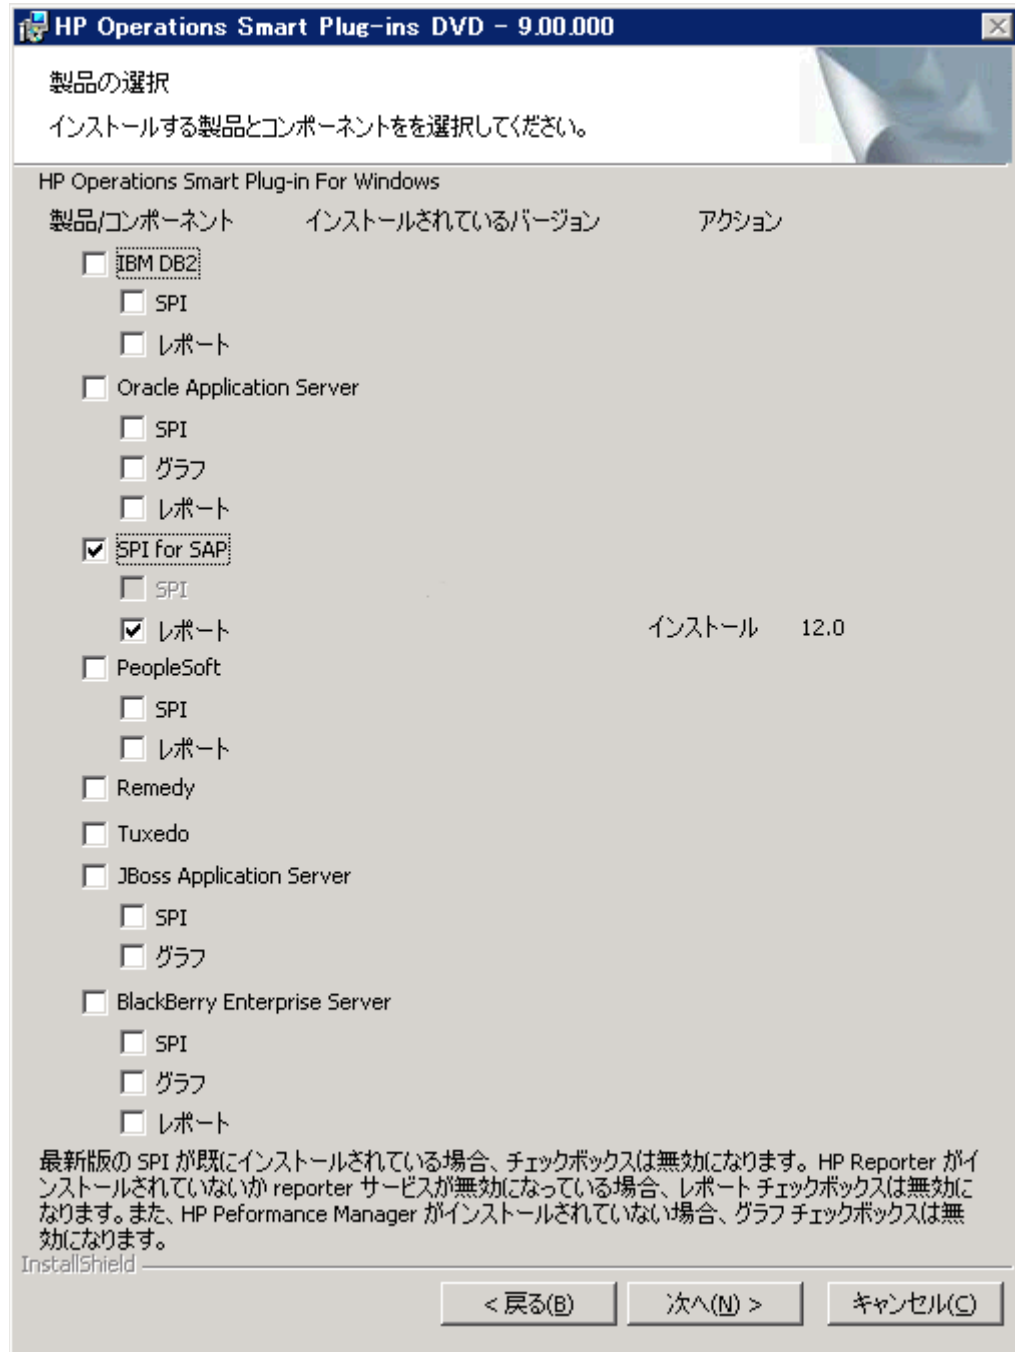 HP Operations Smart Plug-ins DVD - 9.00.000
製品の選択
インストールする製品とコンポーネントをを選択してください。
HP Operations Smart Plug-in For Windows
製品/コンポーネント インストールされているバージョン アクション
IBM DB2
SPI
レポート
Oracle Application Server
SPI
グラフ
レポート
SPI for SAP
SPI
レポート インストール 12.0
PeopleSoft
SPI
レポート
Remedy
Tuxedo
JBoss Application Server
SPI
グラフ
BlackBerry Enterprise Server
SPI
グラフ
レポート
最新版の SPI が既にインストールされている場合、チェックボックスは無効になります。HP Reporter がイ
ンストールされていないか reporter サービスが無効になっている場合、レポート チェックボックスは無効に
なります。また、HP Peformance Manager がインストールされていない場合、グラフ チェックボックスは無
効になります。
InstallShield
< 戻る(B) 次へ(N) > キャンセル(C)